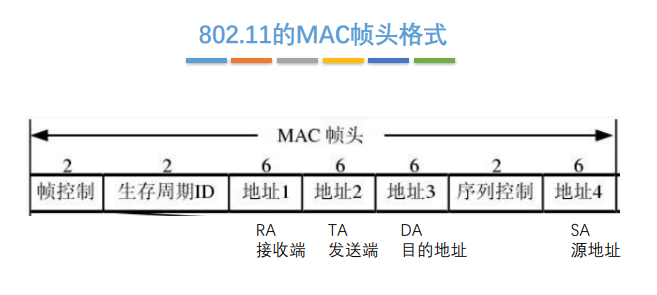 802.11的MAC帧头格式
MAC 帧头
2 2 6 6 6 2 6
帧控制 生存周期ID 地址1 地址2 地址3 序列控制 地址4
RA TA DA SA
接收端 发送端 目的地址 源地址